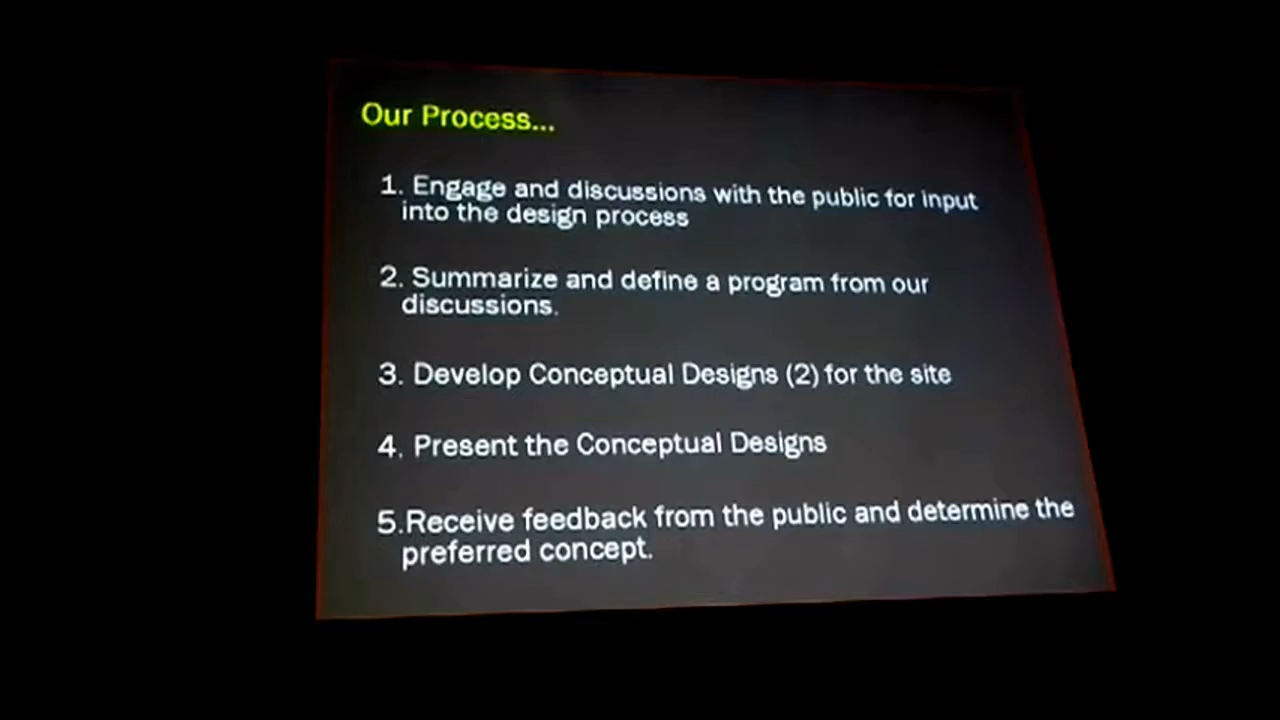 Our Process...
1. Engage and discussions with the public for input
into the design process
2. Summarize and define a program from our
discussions.
3. Develop Conceptual Designs (2) for the site
4. Present the Conceptual Designs
5.Receive feedback from the public and determine the
preferred concept.